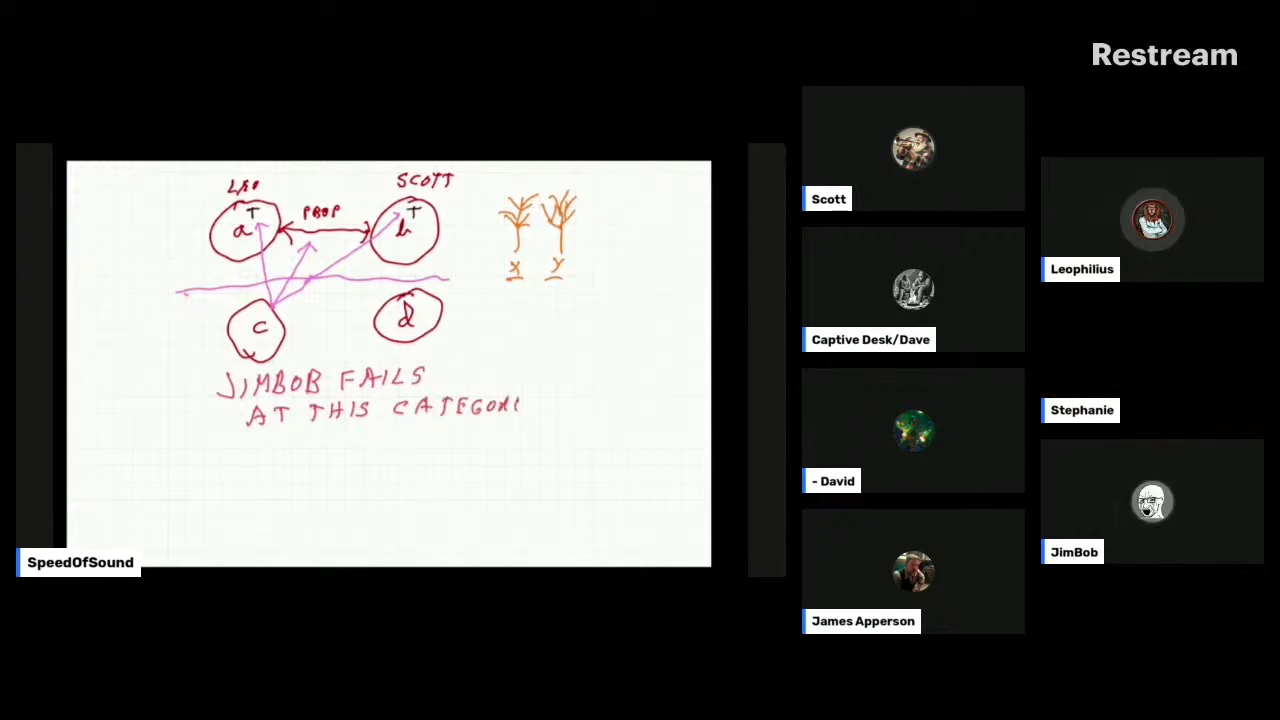 Restream
LEO
SCOTT
T
T
PROP
a
b
X
Y
c
d
JIMBOB FAILS
AT THIS CATEGORI
SpeedOfSound
Scott
Leophilius
Captive Desk/Dave
Stephanie
- David
JimBob
James Apperson